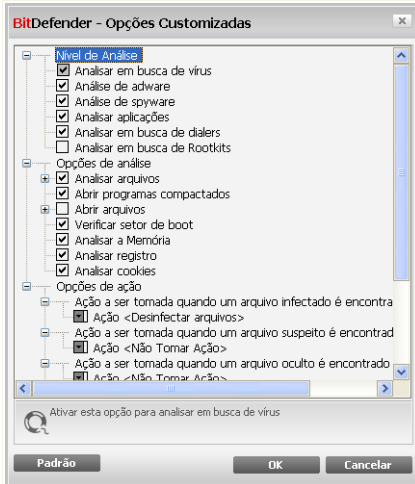 BitDefender - Opções Customizadas
Nível de Análise
Analisar em busca de vírus
Análise de adware
Análise de spyware
Analisar aplicações
Analisar em busca de dialers
Analisar em busca de Rootkits
Opções de análise
Analisar arquivos
Abrir programas compactados
Abrir arquivos
Verificar setor de boot
Analisar a Memória
Analisar registro
Analisar cookies
Opções de ação
Ação a ser tomada quando um arquivo infectado é encontra
Ação <Desinfectar arquivos>
Ação a ser tomada quando um arquivo suspeito é encontrad
Ação <Não Tomar Ação>
Ação a ser tomada quando um arquivo oculto é encontrado
Ação <Não Tomar Ação>
Ativar esta opção para analisar em busca de vírus
Padrão
OK
Cancelar